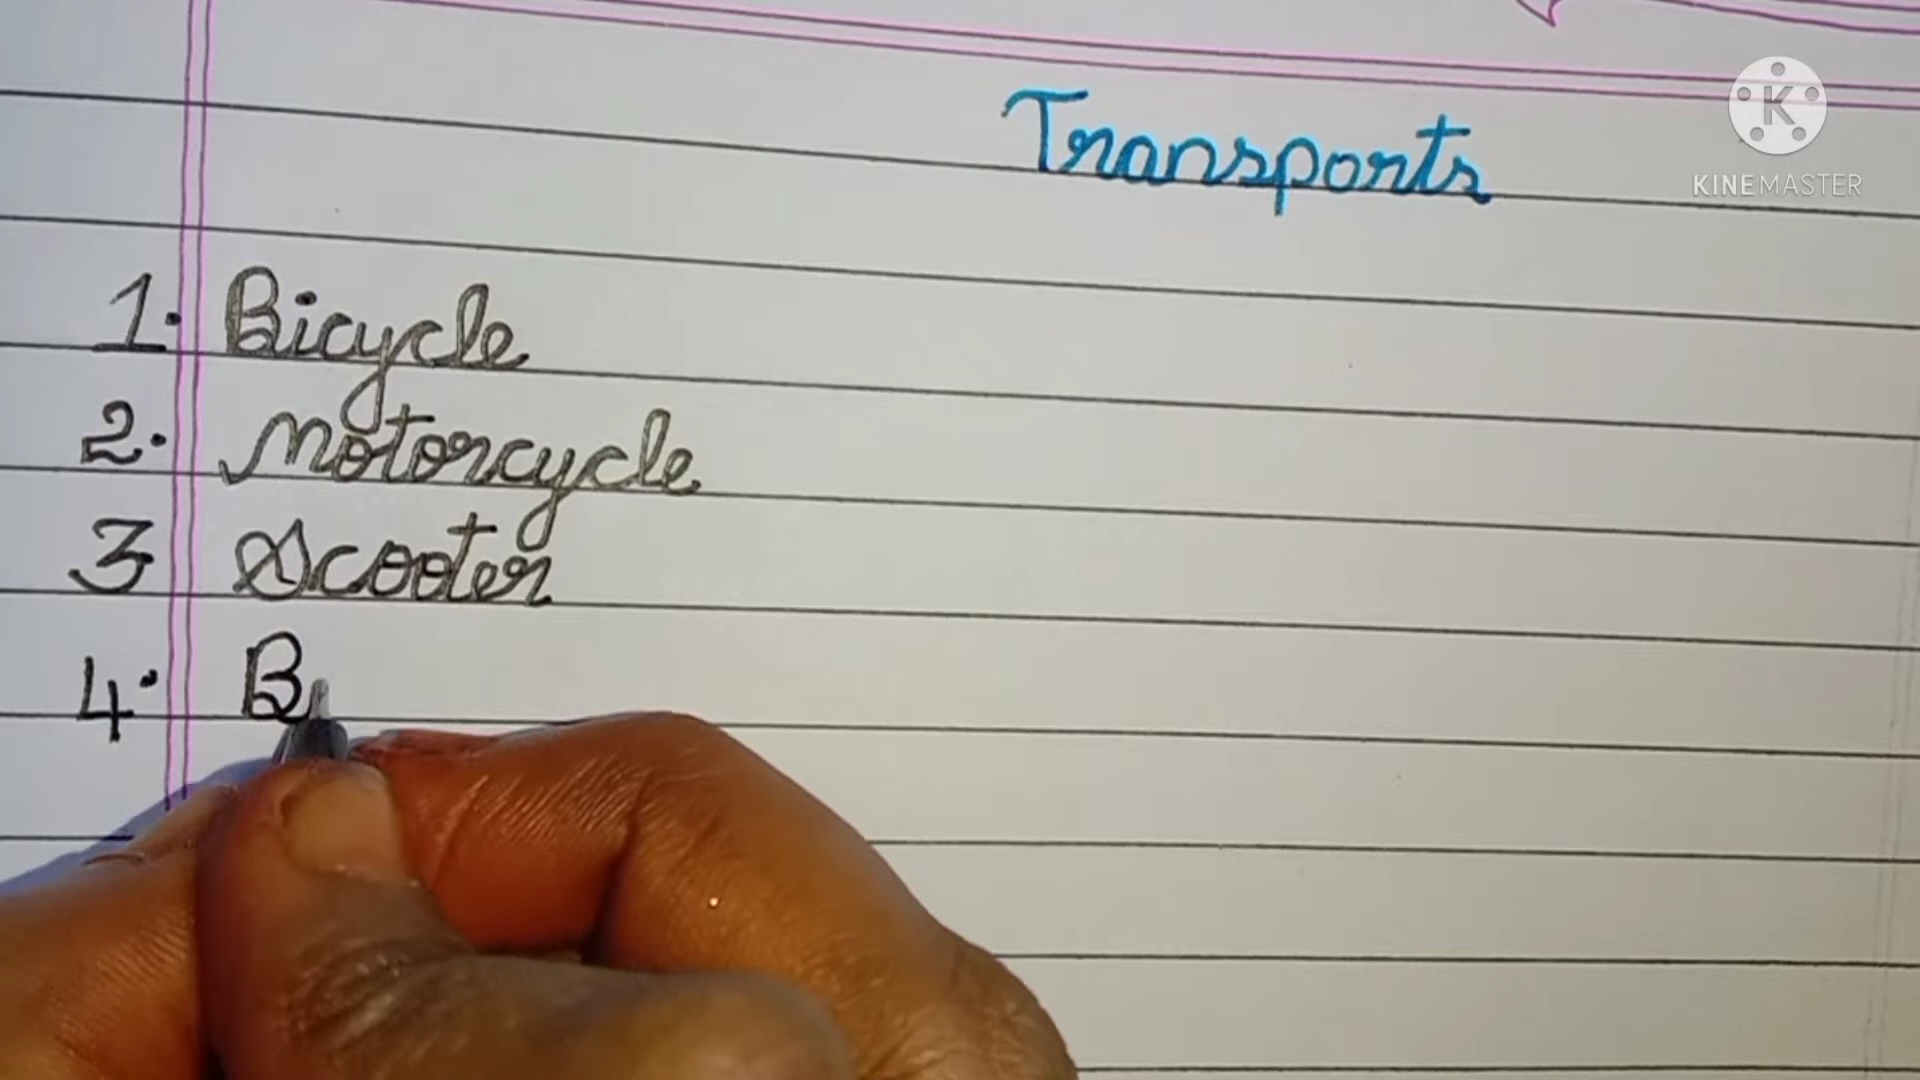 Transports
KINEMASTER
1. Bicycle
2. Motorcycle
3 Scooter
4. B